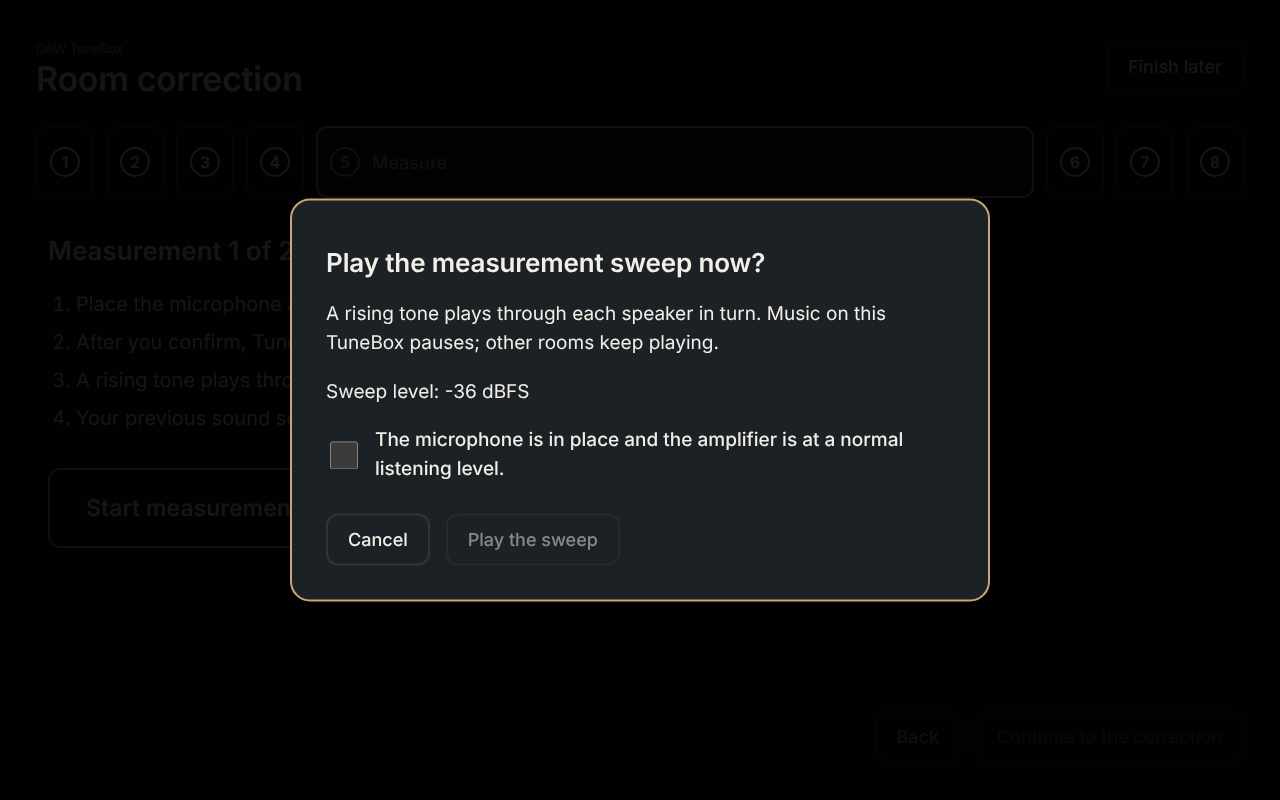 DAW TuneBox
Room correction
Finish later
1
2
3
4
5 Measure
6
7
8
Measurement 1 of 2
1. Place the microphone
2. After you confirm,
3. A rising tone plays
4. Your previous sound
Start
Play the measurement sweep now?
A rising tone plays through each speaker in turn. Music on this
TuneBox pauses; other rooms keep playing.
Sweep level: -36 dBFS
The microphone is in place and the amplifier is at a normal
listening level.
Cancel
Play the sweep
Back
Continue to the correction